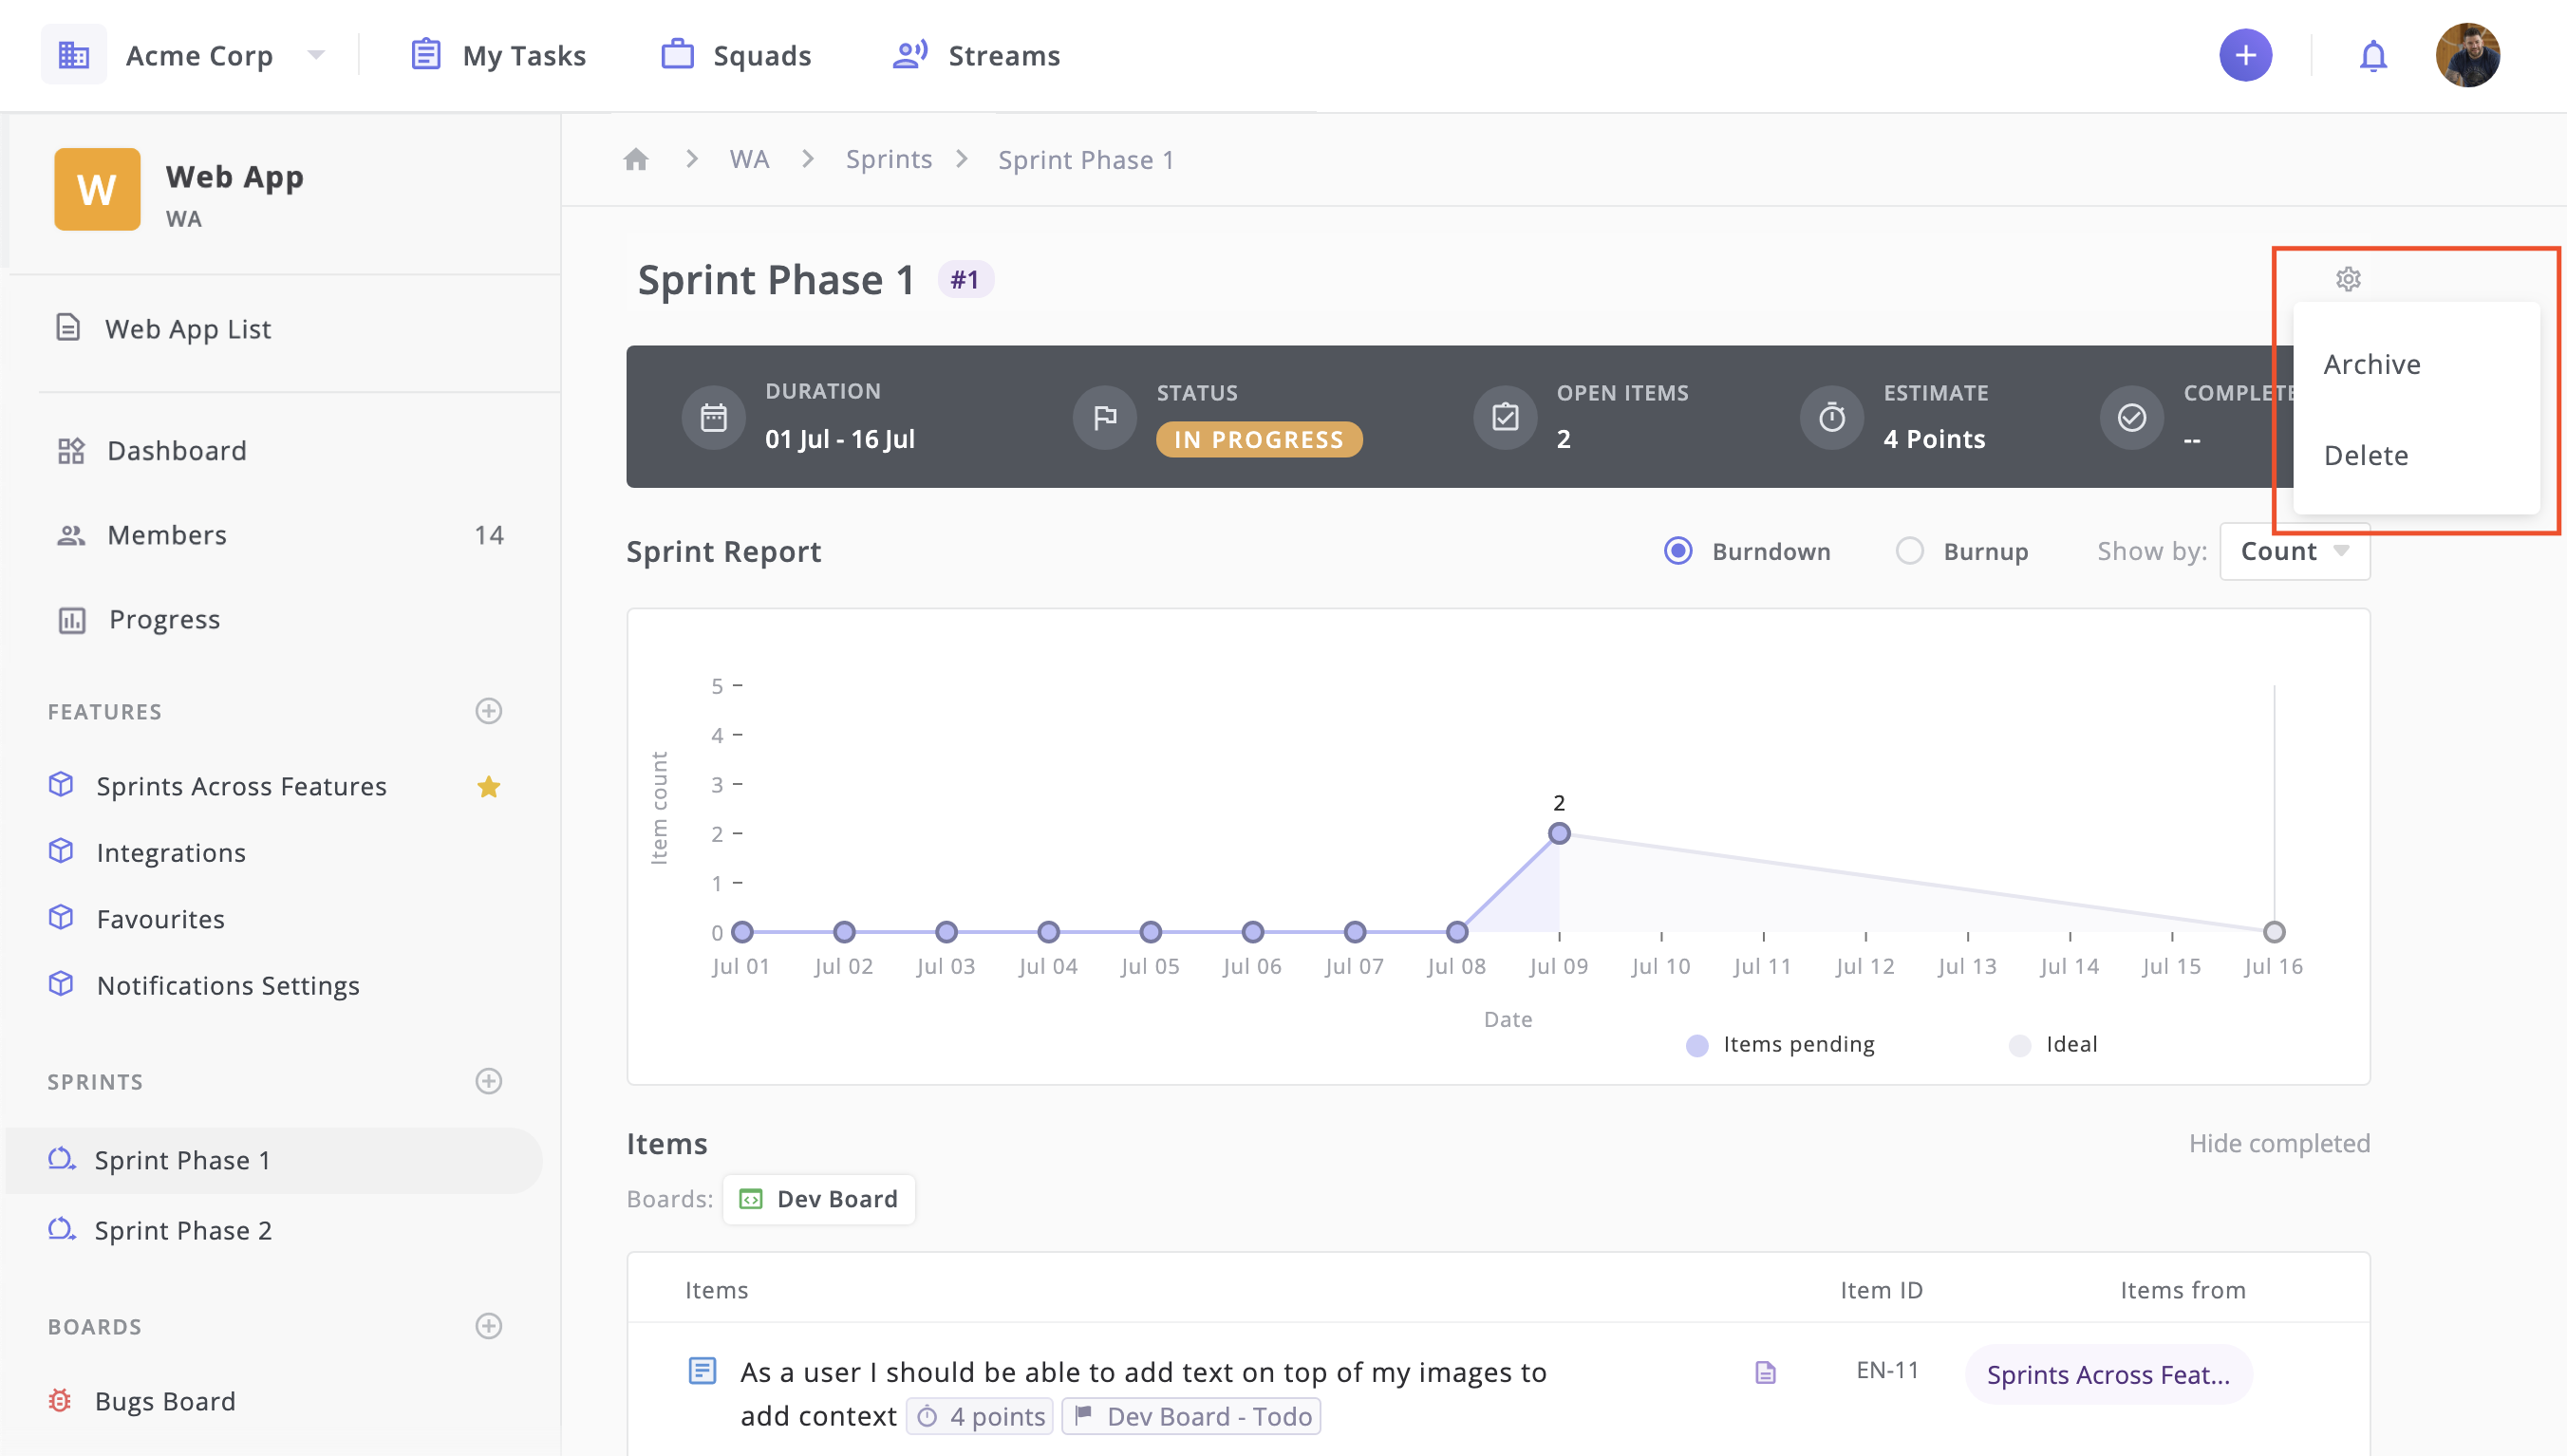 Acme Corp
My Tasks
Squads
Streams
W
Web App
WA
Web App List
Dashboard
Members 14
Progress
FEATURES
Sprints Across Features
Integrations
Favourites
Notifications Settings
SPRINTS
Sprint Phase 1
Sprint Phase 2
BOARDS
Bugs Board
WA
Sprints
Sprint Phase 1
Sprint Phase 1 #1
Archive
Delete
DURATION
01 Jul - 16 Jul
STATUS
IN PROGRESS
OPEN ITEMS
2
ESTIMATE
4 Points
COMPLETE
--
Sprint Report
Burndown
Burnup
Show by: Count
Item count
5
4
3
2
1
0
2
Jul 01 Jul 02 Jul 03 Jul 04 Jul 05 Jul 06 Jul 07 Jul 08 Jul 09 Jul 10 Jul 11 Jul 12 Jul 13 Jul 14 Jul 15 Jul 16
Date
Items pending
Ideal
Items
Hide completed
Boards: Dev Board
Items Item ID Items from
As a user I should be able to add text on top of my images to
add context 4 points Dev Board - Todo
EN-11
Sprints Across Feat...